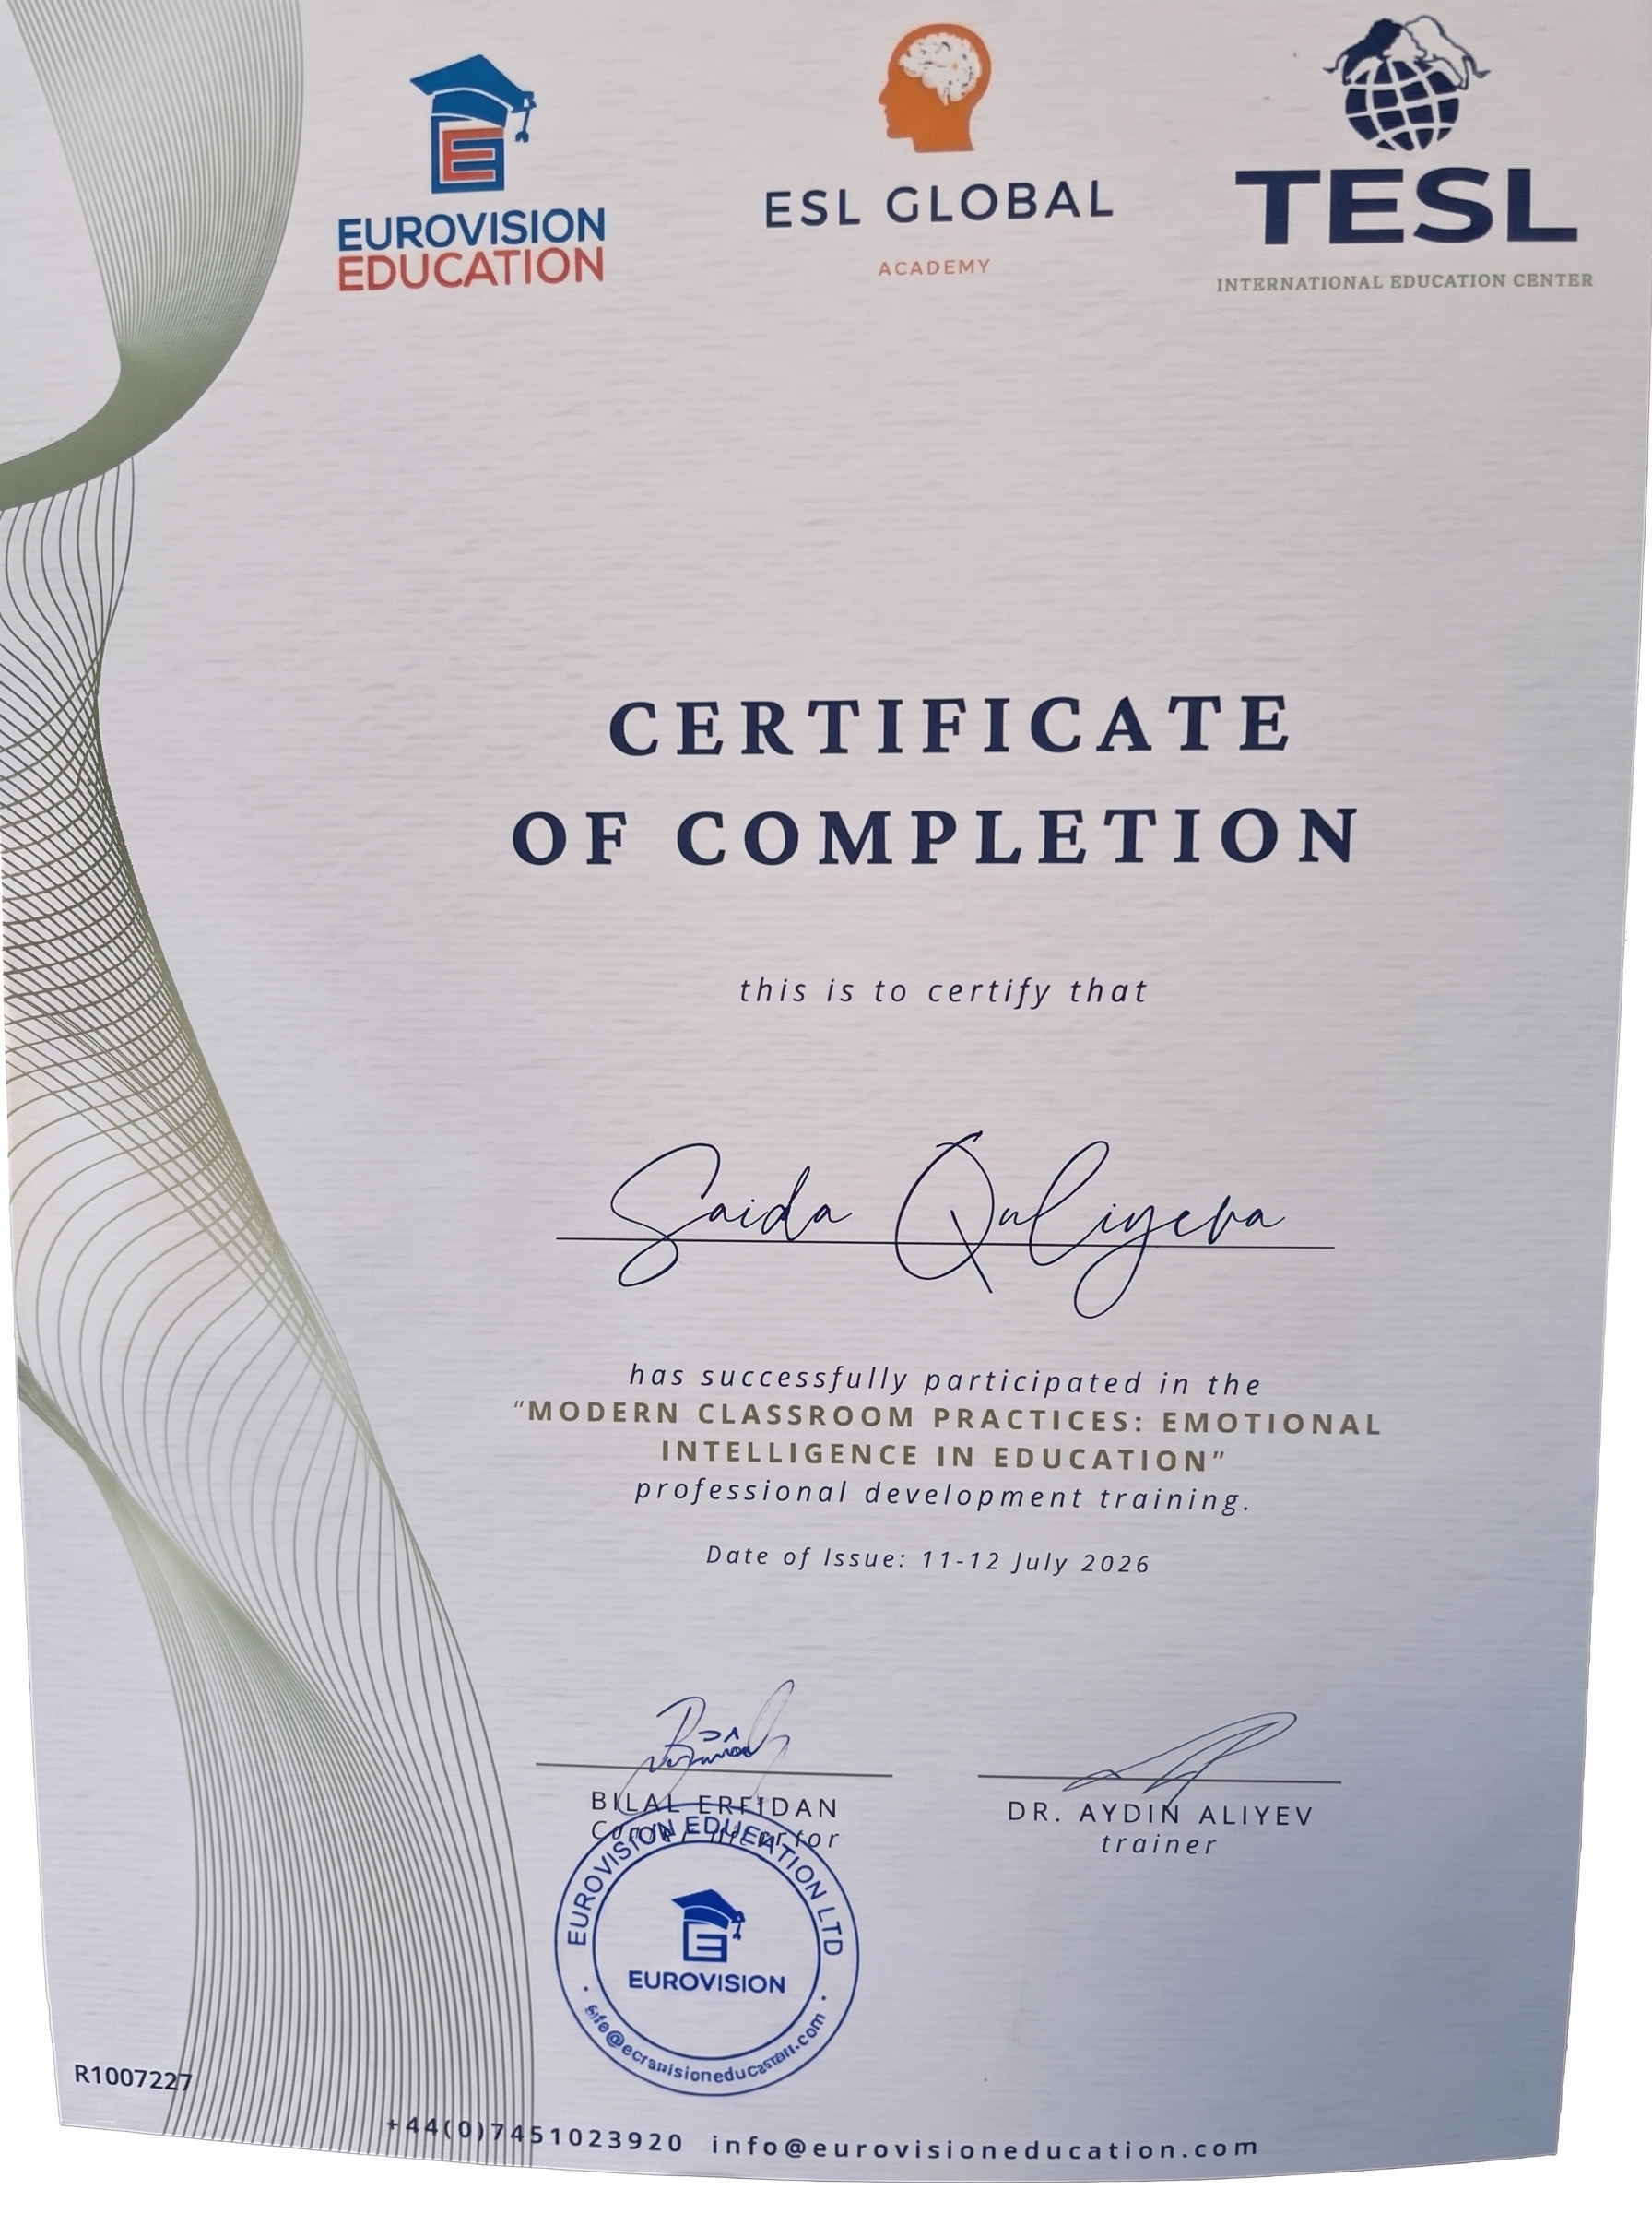 EUROVISION
EDUCATION
ESL GLOBAL
ACADEMY
TESL
INTERNATIONAL EDUCATION CENTER
CERTIFICATE
OF COMPLETION
this is to certify that
Saida Quliyeva
has successfully participated in the
"MODERN CLASSROOM PRACTICES: EMOTIONAL
INTELLIGENCE IN EDUCATION"
professional development training.
Date of Issue: 11-12 July 2026
BILAL ERFIDAN
DR. AYDIN ALIYEV
trainer
EUROVISION EDUCATION LTD
EUROVISION
R1007227
+44(0)7451023920 info@eurovisioneducation.com